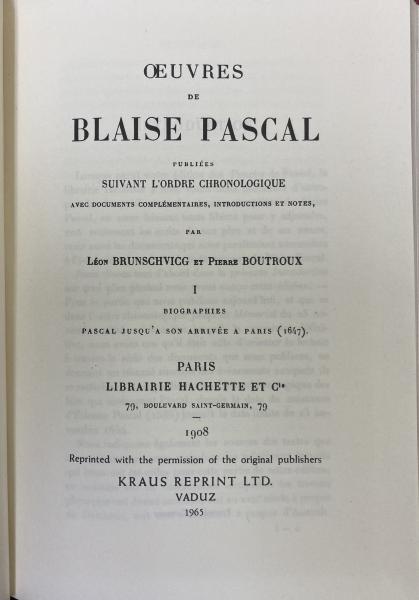 ŒUVRES
DE
BLAISE PASCAL
PUBLIÉES
SUIVANT L'ORDRE CHRONOLOGIQUE
AVEC DOCUMENTS COMPLÉMENTAIRES, INTRODUCTIONS ET NOTES,
PAR
LÉON BRUNSCHVICG ET PIERRE BOUTROUX
I
BIOGRAPHIES
PASCAL JUSQU'A SON ARRIVÉE A PARIS (1647).
PARIS
LIBRAIRIE HACHETTE ET Cie
79, BOULEVARD SAINT-GERMAIN, 79
—
1908
Reprinted with the permission of the original publishers
KRAUS REPRINT LTD.
VADUZ
1965